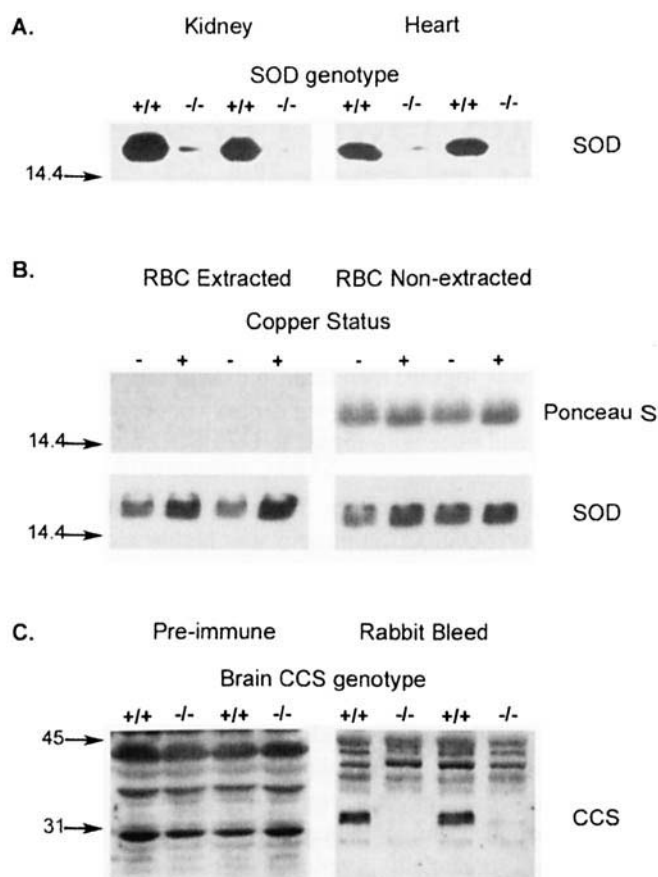 A.
Kidney Heart
SOD genotype
+/+ -/- +/+ -/- +/+ -/- +/+ -/-
SOD
14.4
B.
RBC Extracted RBC Non-extracted
Copper Status
- + - + - + - +
Ponceau S
14.4
SOD
14.4
C.
Pre-immune Rabbit Bleed
Brain CCS genotype
+/+ -/- +/+ -/- +/+ -/- +/+ -/-
45
31
CCS